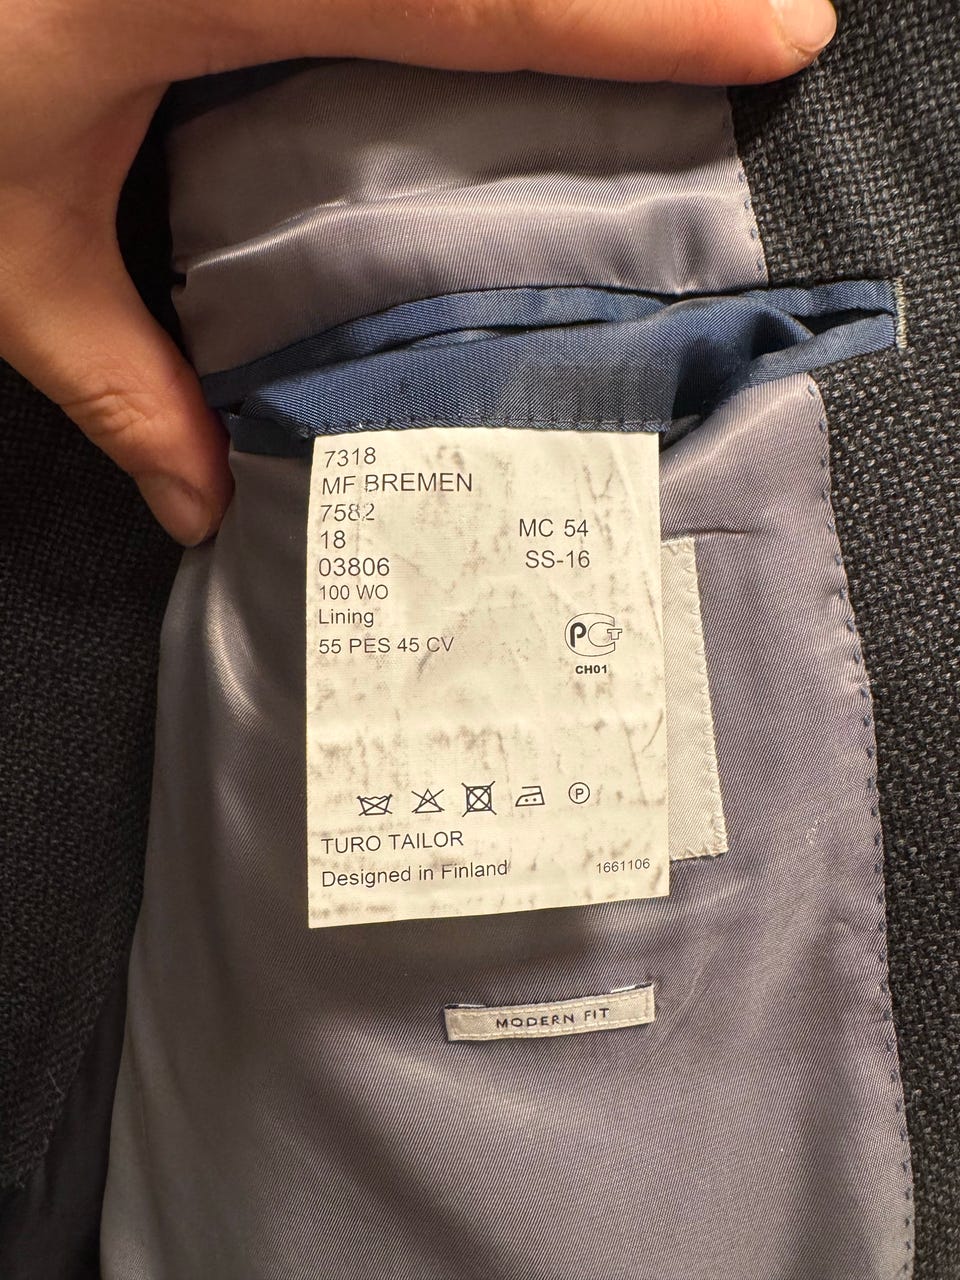 7318
MF BREMEN
7582
18
MC 54
03806
SS-16
100 WO
Lining
55 PES 45 CV
PCT
CH01
P
TURO TAILOR
Designed in Finland
1661106
MODERN FIT